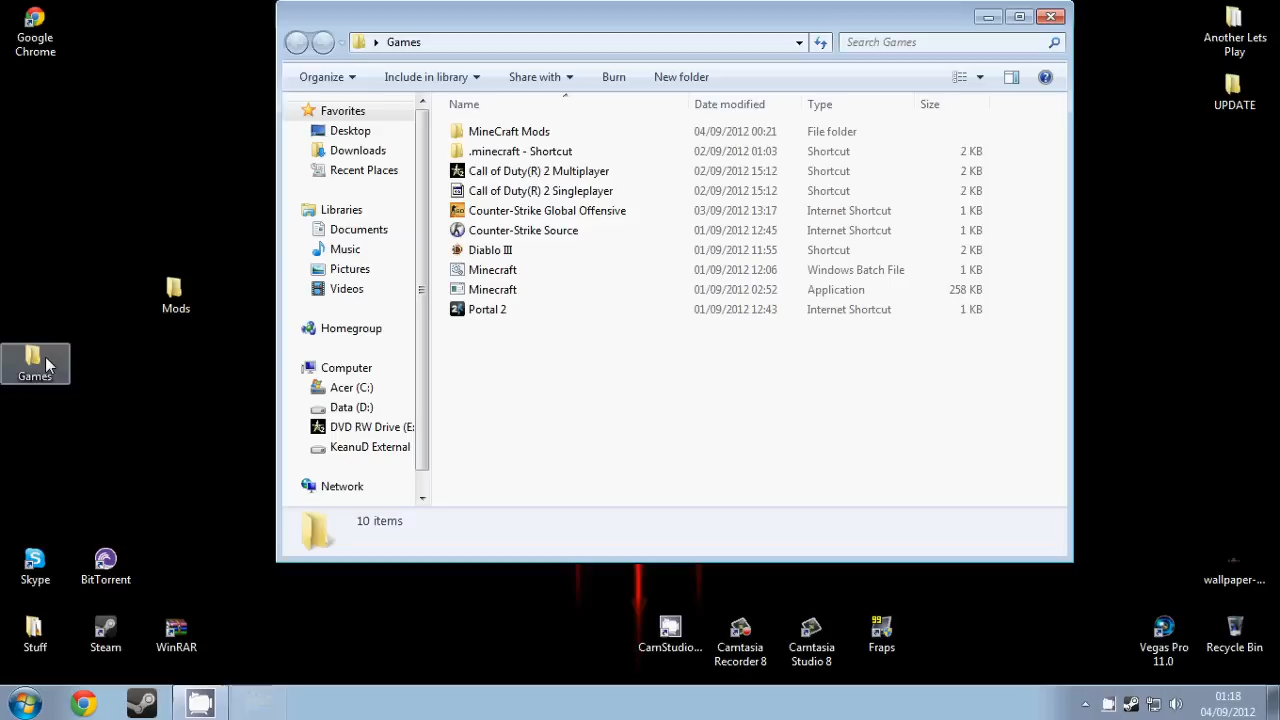 Google Chrome
Another Lets Play
UPDATE
Mods
Games
Skype
BitTorrent
Stuff
Steam
WinRAR
CamStudio...
Camtasia Recorder 8
Camtasia Studio 8
Fraps
99
Vegas Pro 11.0
wallpaper-...
Recycle Bin
Games
Search Games
Organize
Include in library
Share with
Burn
New folder
Favorites
Desktop
Downloads
Recent Places
Libraries
Documents
Music
Pictures
Videos
Homegroup
Computer
Acer (C:)
Data (D:)
DVD RW Drive (E:
KeanuD External
Network
Name Date modified Type Size
MineCraft Mods 04/09/2012 00:21 File folder
.minecraft - Shortcut 02/09/2012 01:03 Shortcut 2 KB
Call of Duty(R) 2 Multiplayer 02/09/2012 15:12 Shortcut 2 KB
Call of Duty(R) 2 Singleplayer 02/09/2012 15:12 Shortcut 2 KB
Counter-Strike Global Offensive 03/09/2012 13:17 Internet Shortcut 1 KB
Counter-Strike Source 01/09/2012 12:45 Internet Shortcut 1 KB
Diablo III 01/09/2012 11:55 Shortcut 2 KB
Minecraft 01/09/2012 12:06 Windows Batch File 1 KB
Minecraft 01/09/2012 02:52 Application 258 KB
Portal 2 01/09/2012 12:43 Internet Shortcut 1 KB
10 items
01:18
04/09/2012